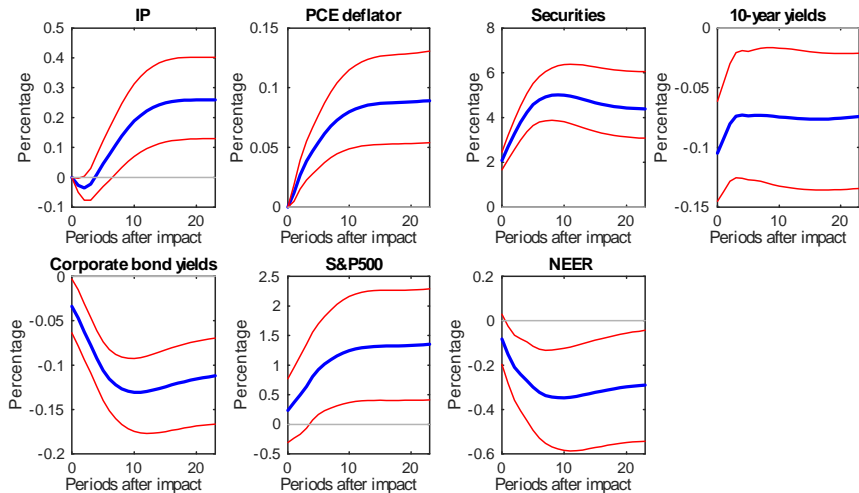 IP
PCE deflator
Securities
10-year yields
Percentage
0.5
0.4
0.3
0.2
0.1
0
-0.1
0
10
20
Periods after impact
Percentage
0.15
0.1
0.05
0
0
10
20
Periods after impact
Percentage
8
6
4
2
0
0
10
20
Periods after impact
Percentage
0
-0.05
-0.1
-0.15
0
10
20
Periods after impact
Corporate bond yields
S&P500
NEER
Percentage
0
-0.05
-0.1
-0.15
-0.2
0
10
20
Periods after impact
Percentage
2.5
2
1.5
1
0.5
0
-0.5
0
10
20
Periods after impact
Percentage
0.2
0
-0.2
-0.4
-0.6
0
10
20
Periods after impact